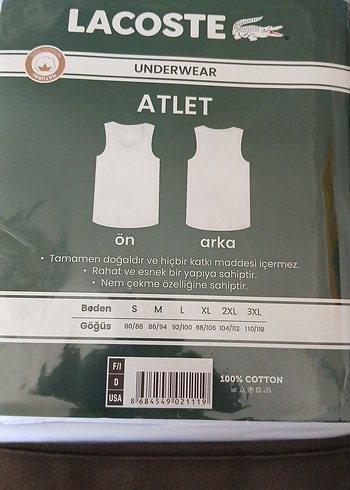 LACOSTE
UNDERWEAR
ATLET
ön arka
• Tamamen doğaldır ve hiçbir katkı maddesi içermez.
• Rahat ve esnek bir yapıya sahiptir.
• Nem çekme özelliğine sahiptir.
Beden S M L XL 2XL 3XL
Göğüs 80/88 86/94 92/100 98/106 104/112 110/118
F/I
D
USA
8 684549 021119
100% COTTON